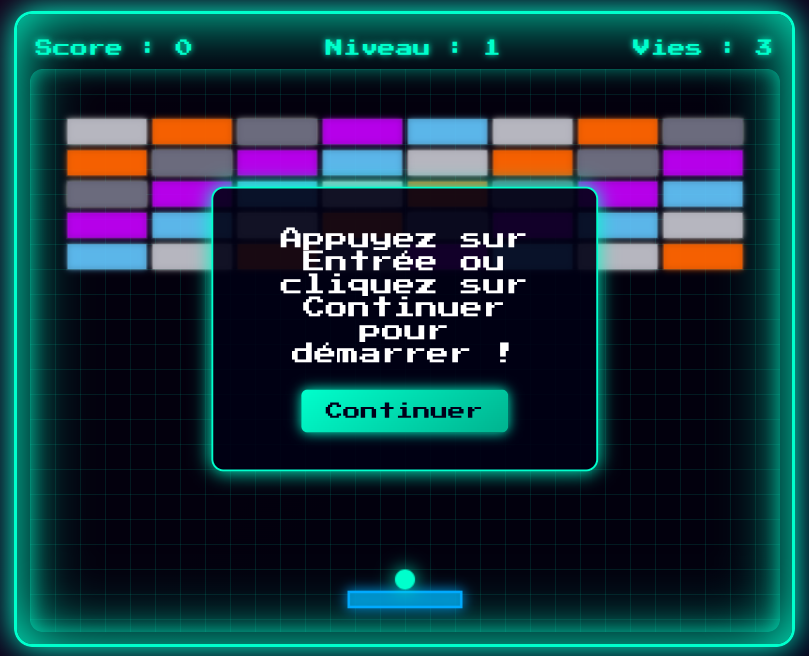 Score : 0 Niveau : 1 Vies : 3
Appuyez sur
Entrée ou
cliquez sur
Continuer
pour
démarrer !
Continuer